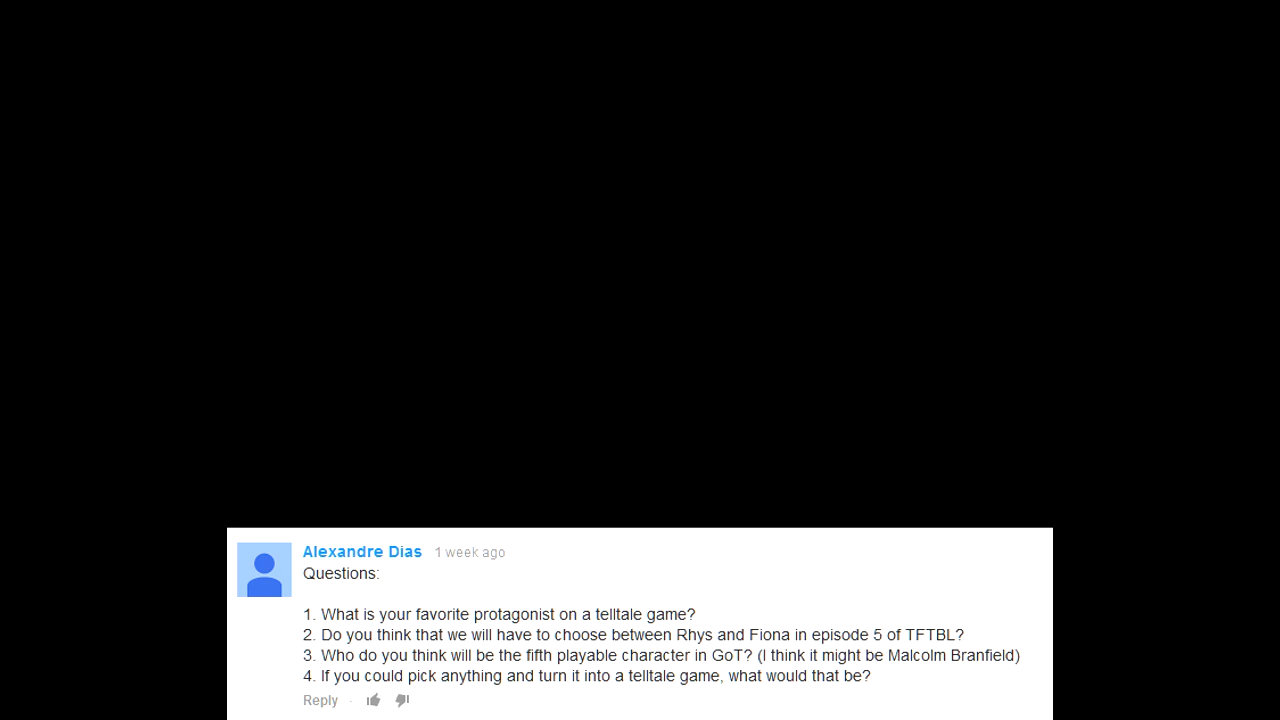 Alexandre Dias 1 week ago
Questions:
1. What is your favorite protagonist on a telltale game?
2. Do you think that we will have to choose between Rhys and Fiona in episode 5 of TFTBL?
3. Who do you think will be the fifth playable character in GoT? (I think it might be Malcolm Branfield)
4. If you could pick anything and turn it into a telltale game, what would that be?
Reply ·